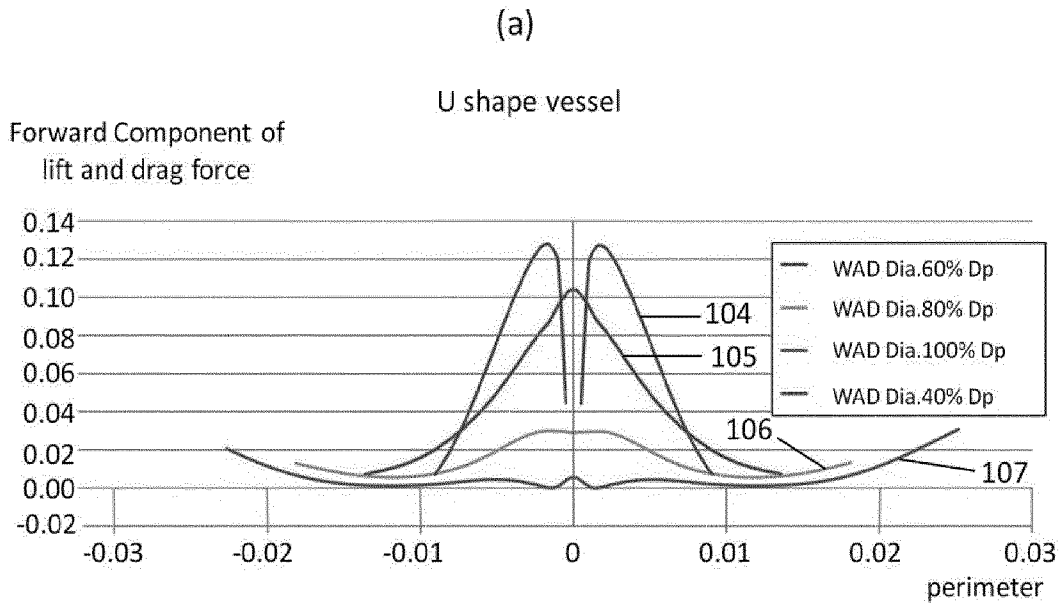 (a)
U shape vessel
Forward Component of
lift and drag force
0.14
0.12
0.10
0.08
0.06
0.04
0.02
0.00
-0.02
-0.03
-0.02
-0.01
0
0.01
0.02
0.03
perimeter
104
105
106
107
WAD Dia.60% Dp
WAD Dia.80% Dp
WAD Dia.100% Dp
WAD Dia.40% Dp